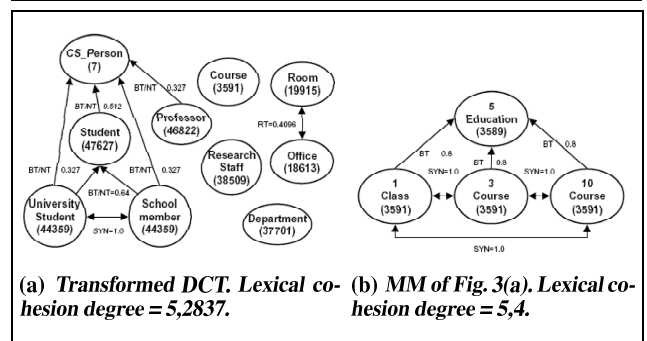 CS_Person
(7)
BT/NT 0.327
Course
(3591)
Room
(19915)
BT/NT 0.512
Professor
(46822)
Student
(47627)
RT=0.4096
Research
Staff
(38509)
Office
(18613)
BT/NT 0.327
BT/NT 0.327
BT/NT=0.64
University
Student
(44359)
School
member
(44359)
SYN=1.0
Department
(37701)
5
Education
(3589)
BT 0.8
BT 0.8
BT 0.8
SYN=1.0
SYN=1.0
1
Class
(3591)
3
Course
(3591)
10
Course
(3591)
SYN=1.0
(a) Transformed DCT. Lexical co-
hesion degree = 5,2837.
(b) MM of Fig. 3(a). Lexical co-
hesion degree = 5,4.